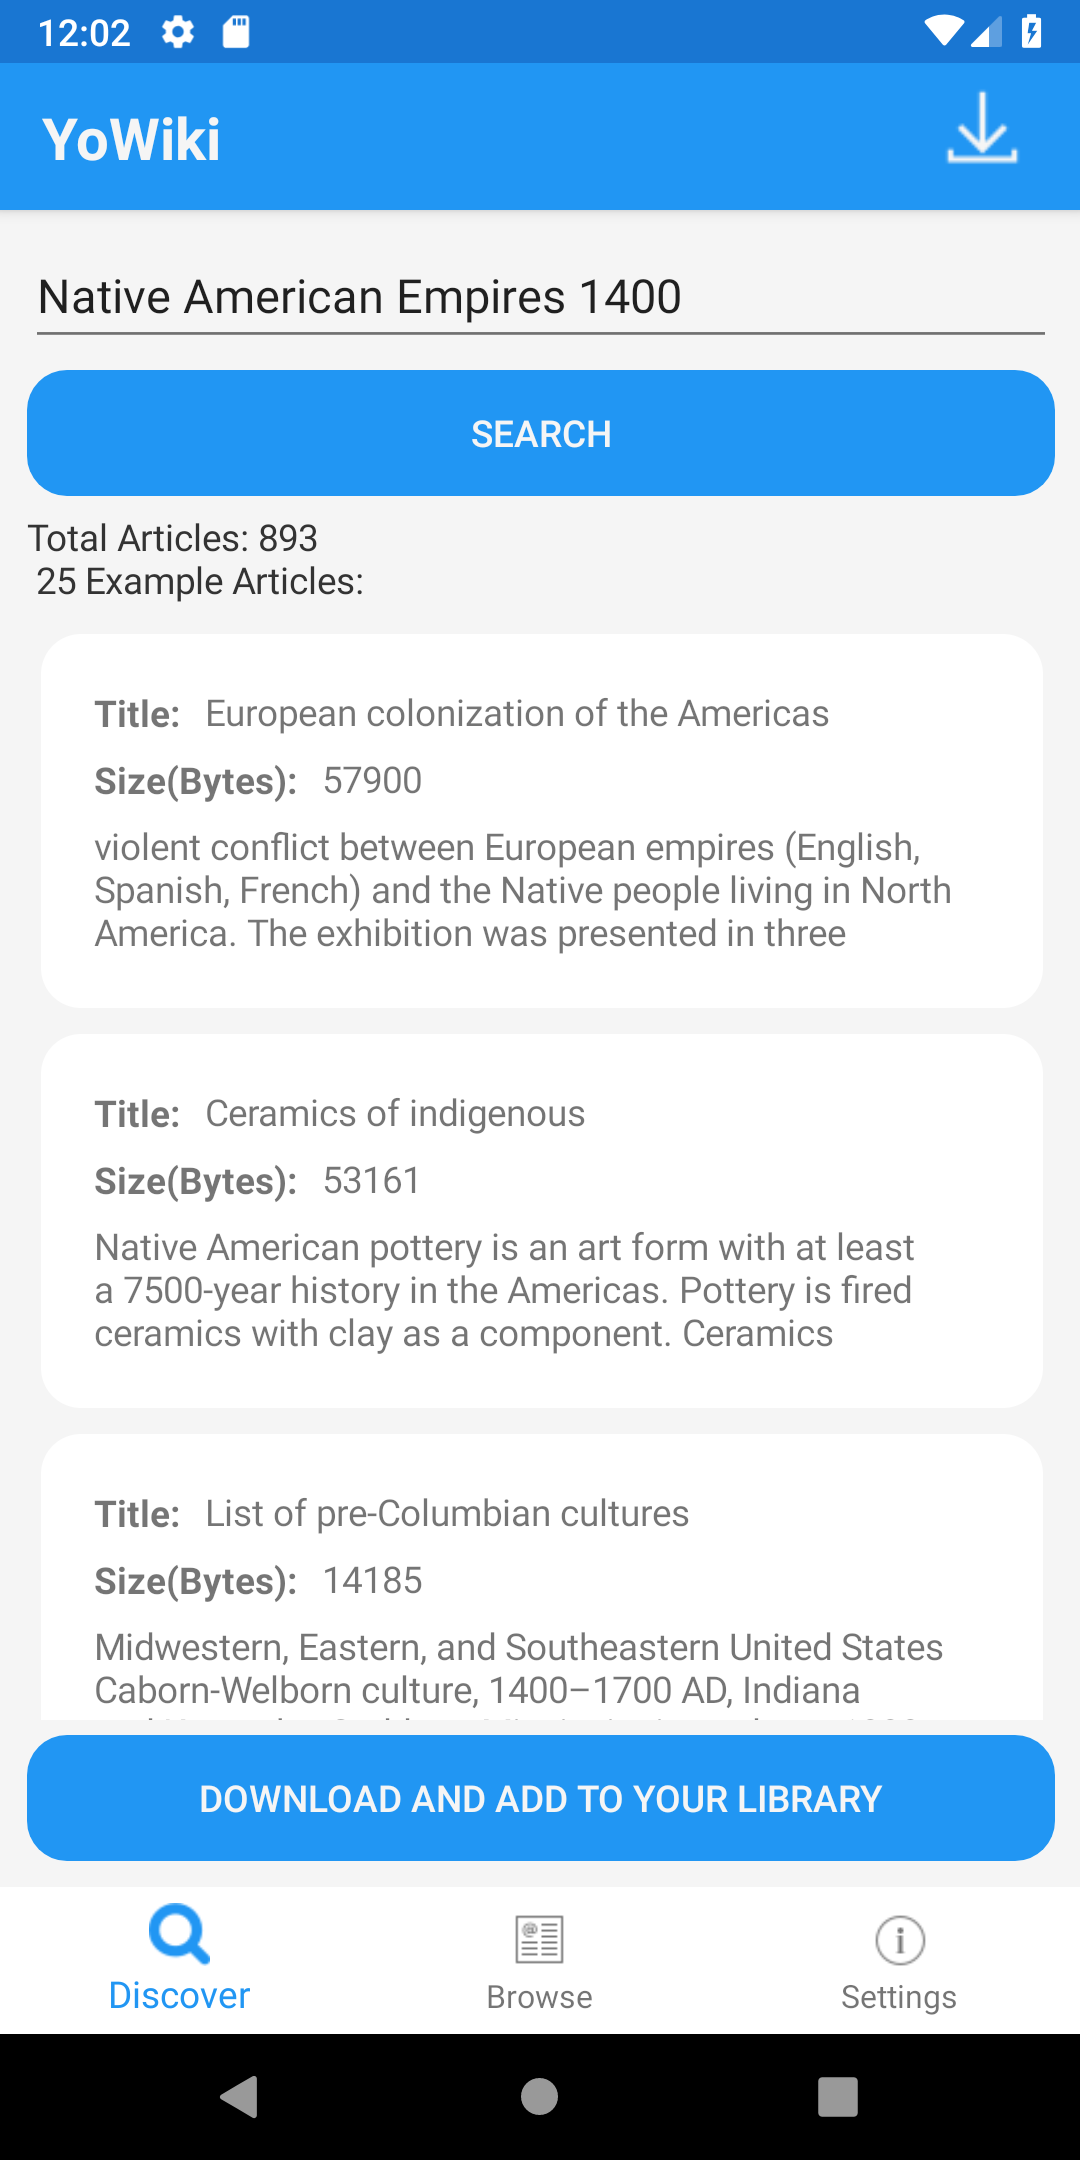 12:02
YoWiki
Native American Empires 1400
SEARCH
Total Articles: 893
25 Example Articles:
Title: European colonization of the Americas
Size(Bytes): 57900
violent conflict between European empires (English,
Spanish, French) and the Native people living in North
America. The exhibition was presented in three
Title: Ceramics of indigenous
Size(Bytes): 53161
Native American pottery is an art form with at least
a 7500-year history in the Americas. Pottery is fired
ceramics with clay as a component. Ceramics
Title: List of pre-Columbian cultures
Size(Bytes): 14185
Midwestern, Eastern, and Southeastern United States
Caborn-Welborn culture, 1400–1700 AD, Indiana
DOWNLOAD AND ADD TO YOUR LIBRARY
Discover
Browse
Settings